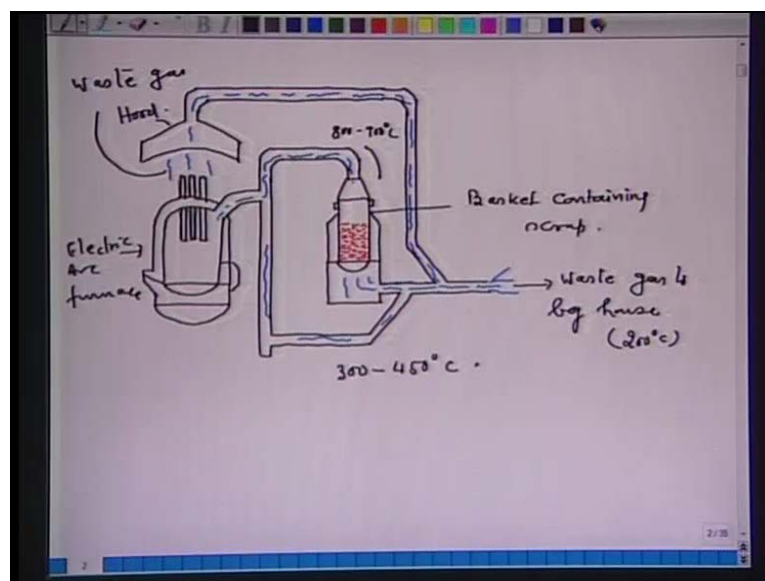 B I
Waste gas
Hood.
800-700°C
Basket containing
scrap.
Electric
Arc
furnace
Waste gas to
bag house
(200°C)
300-450°C.
2/35
2